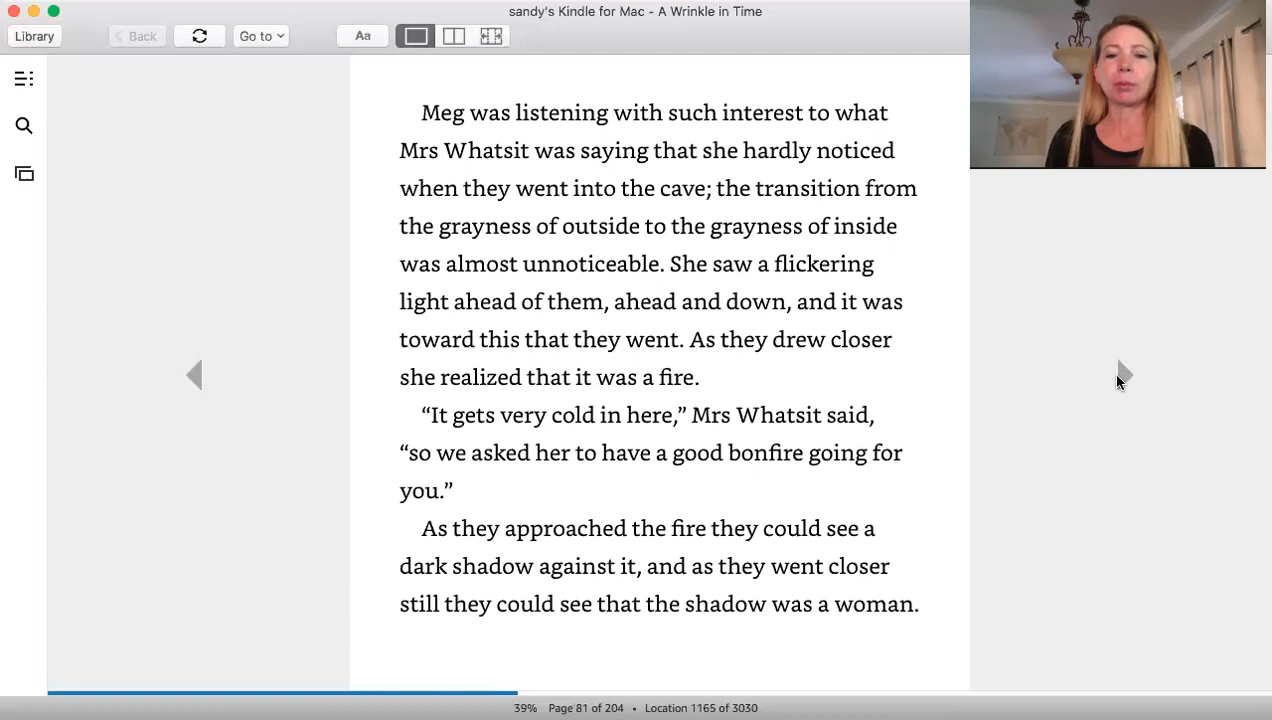 sandy's Kindle for Mac - A Wrinkle in Time
Library
Back
Go to
Aa
Meg was listening with such interest to what
Mrs Whatsit was saying that she hardly noticed
when they went into the cave; the transition from
the grayness of outside to the grayness of inside
was almost unnoticeable. She saw a flickering
light ahead of them, ahead and down, and it was
toward this that they went. As they drew closer
she realized that it was a fire.
“It gets very cold in here,” Mrs Whatsit said,
“so we asked her to have a good bonfire going for
you.”
As they approached the fire they could see a
dark shadow against it, and as they went closer
still they could see that the shadow was a woman.
39% Page 81 of 204 • Location 1165 of 3030